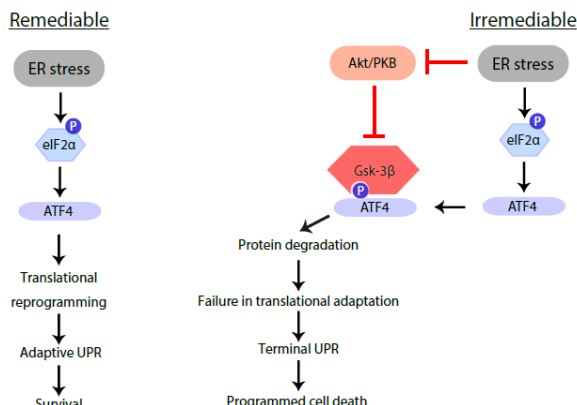 Remediable
ER stress
P
eIF2α
ATF4
Translational
reprogramming
Adaptive UPR
Survival
Irremediable
Akt/PKB
ER stress
P
eIF2α
Gsk-3β
P
ATF4
ATF4
Protein degradation
Failure in translational adaptation
Terminal UPR
Programmed cell death